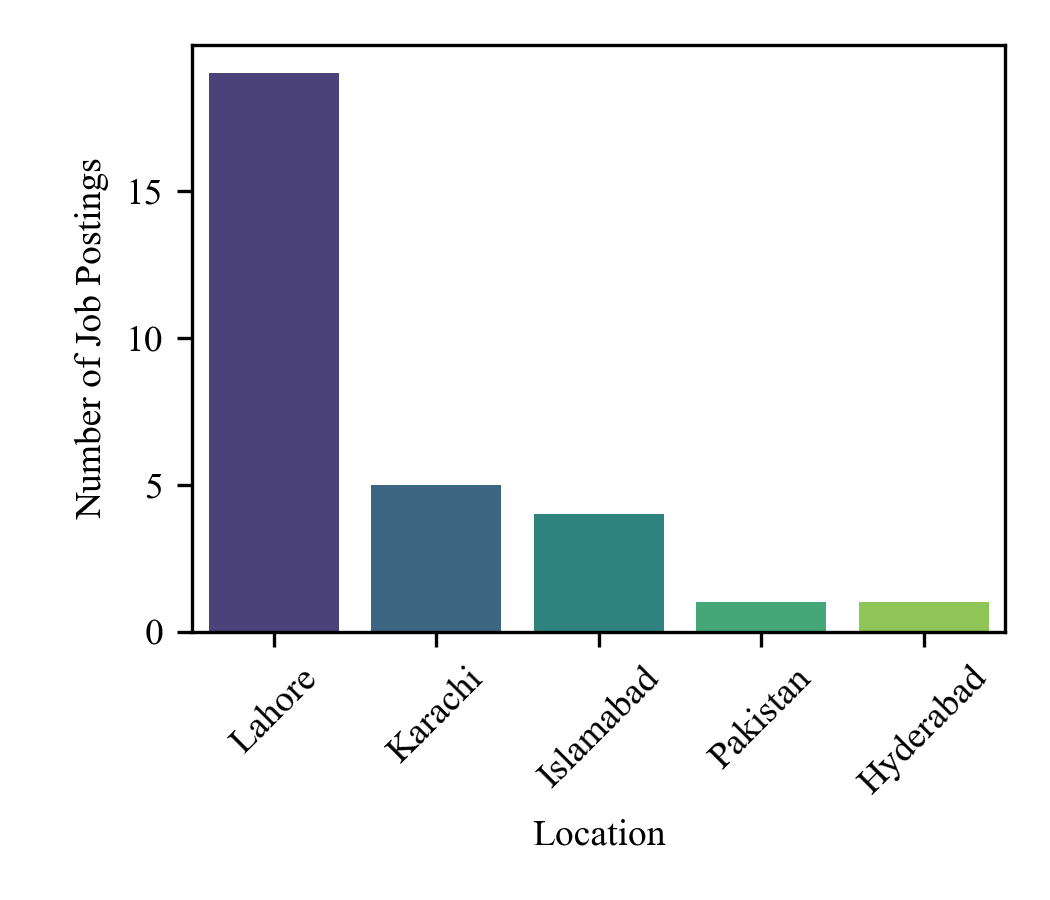 Number of Job Postings
15
10
5
0
Lahore
Karachi
Islamabad
Pakistan
Hyderabad
Location